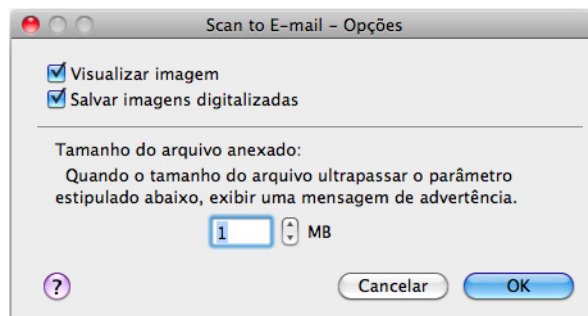 Scan to E-mail – Opções
Visualizar imagem
Salvar imagens digitalizadas
Tamanho do arquivo anexado:
Quando o tamanho do arquivo ultrapassar o parâmetro
estipulado abaixo, exibir uma mensagem de advertência.
1 MB
? Cancelar OK